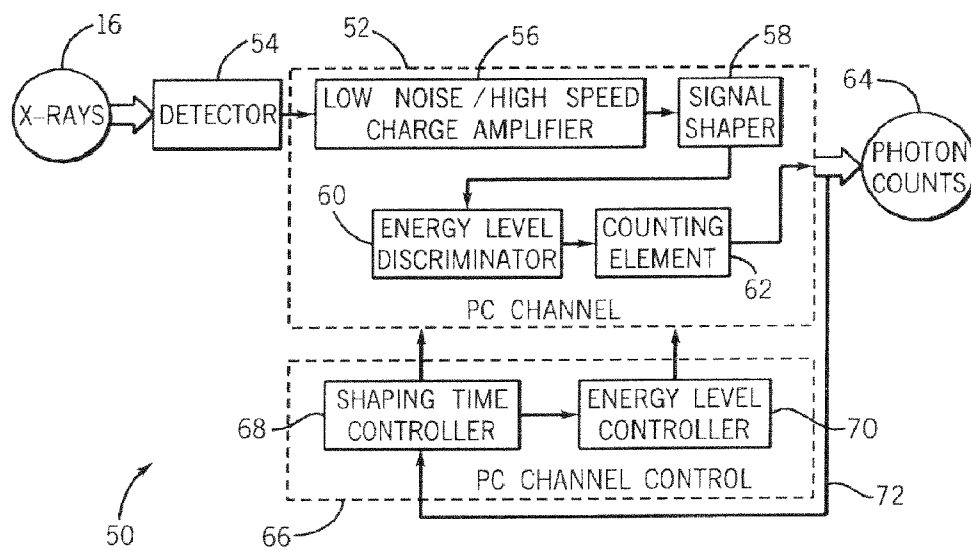 16
54
52
56
58
64
X-RAYS
DETECTOR
LOW NOISE/HIGH SPEED
CHARGE AMPLIFIER
SIGNAL
SHAPER
PHOTON
COUNTS
60
ENERGY LEVEL
DISCRIMINATOR
COUNTING
ELEMENT
62
PC CHANNEL
68
SHAPING TIME
CONTROLLER
ENERGY LEVEL
CONTROLLER
70
PC CHANNEL CONTROL
72
50
66